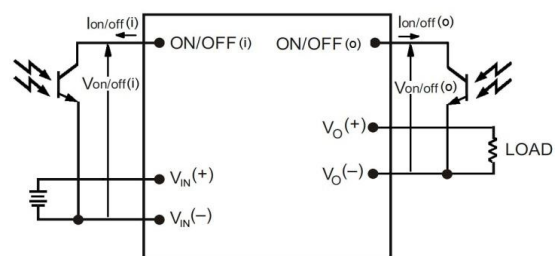 Ion/off(i)
Ion/off(o)
ON/OFF(i)
ON/OFF(o)
Von/off(i)
Von/off(o)
VO(+)
LOAD
VIN(+)
VO(−)
VIN(−)